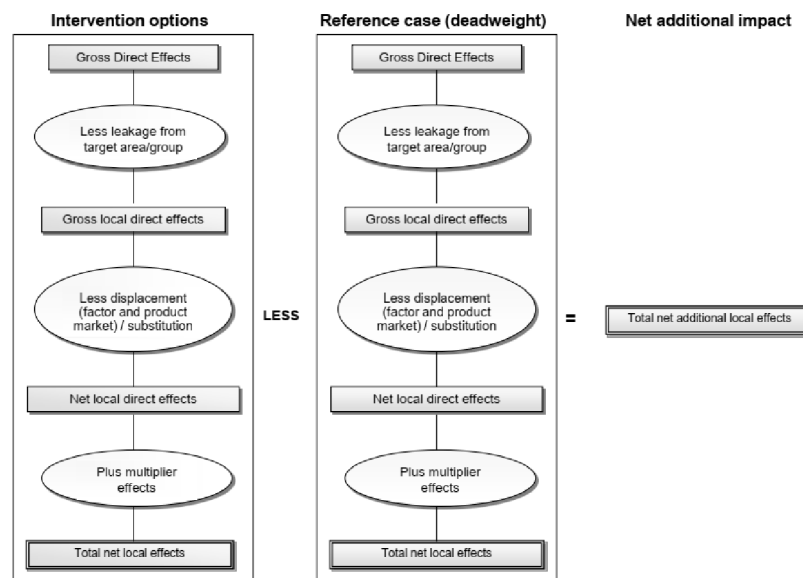 Intervention options
Gross Direct Effects
Less leakage from
target area/group
Gross local direct effects
Less displacement
(factor and product
market) / substitution
Net local direct effects
Plus multiplier
effects
Total net local effects
LESS
Reference case (deadweight)
Gross Direct Effects
Less leakage from
target area/group
Gross local direct effects
Less displacement
(factor and product
market) / substitution
Net local direct effects
Plus multiplier
effects
Total net local effects
=
Net additional impact
Total net additional local effects